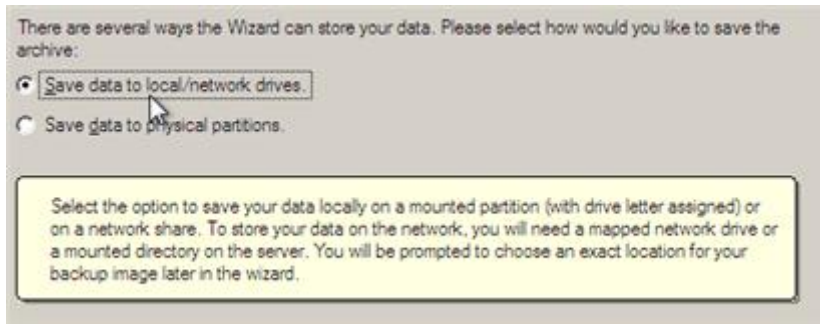 There are several ways the Wizard can store your data. Please select how would you like to save the
archive:
Save data to local/network drives.
Save data to physical partitions.
Select the option to save your data locally on a mounted partition (with drive letter assigned) or
on a network share. To store your data on the network, you will need a mapped network drive or
a mounted directory on the server. You will be prompted to choose an exact location for your
backup image later in the wizard.